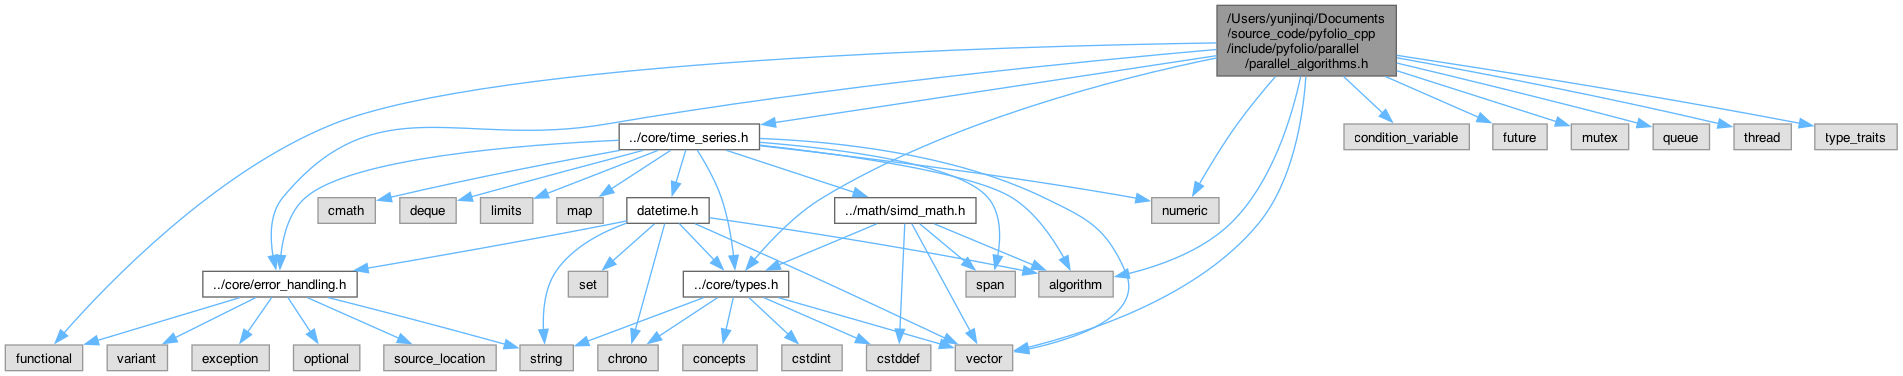 /Users/yunjinqi/Documents
/source_code/pyfolio_cpp
/include/pyfolio/parallel
/parallel_algorithms.h
../core/time_series.h
condition_variable
future
mutex
queue
thread
type_traits
cmath
deque
limits
map
datetime.h
../math/simd_math.h
numeric
../core/error_handling.h
set
../core/types.h
span
algorithm
functional
variant
exception
optional
source_location
string
chrono
concepts
cstdint
cstddef
vector